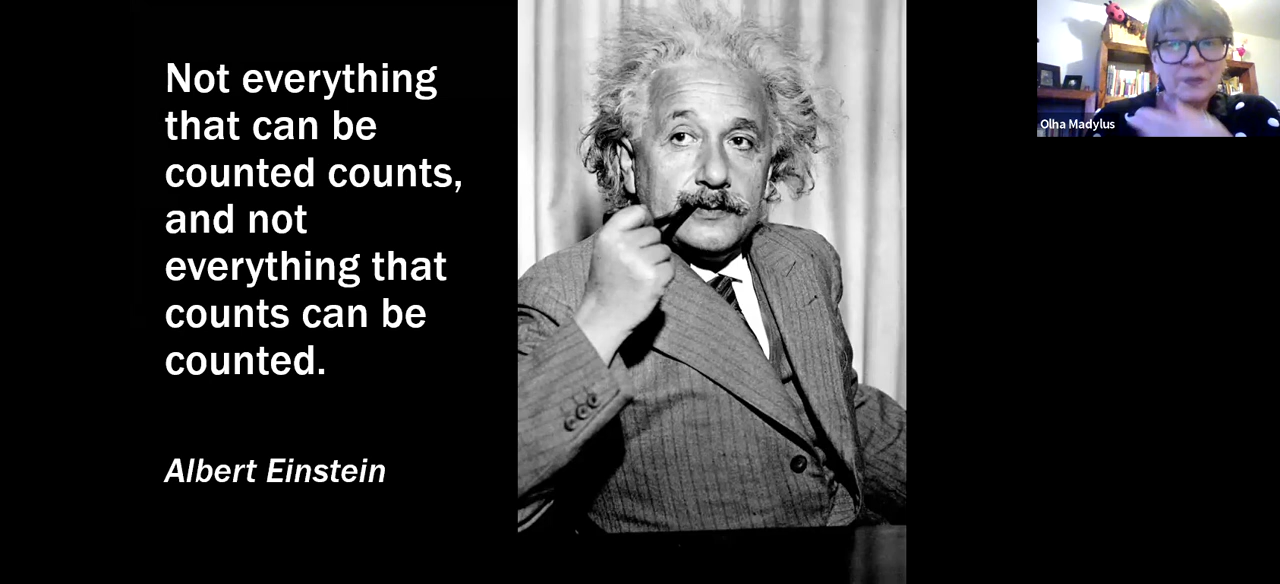 Not everything
that can be
counted counts,
and not
everything that
counts can be
counted.
Albert Einstein
Olha Madylus